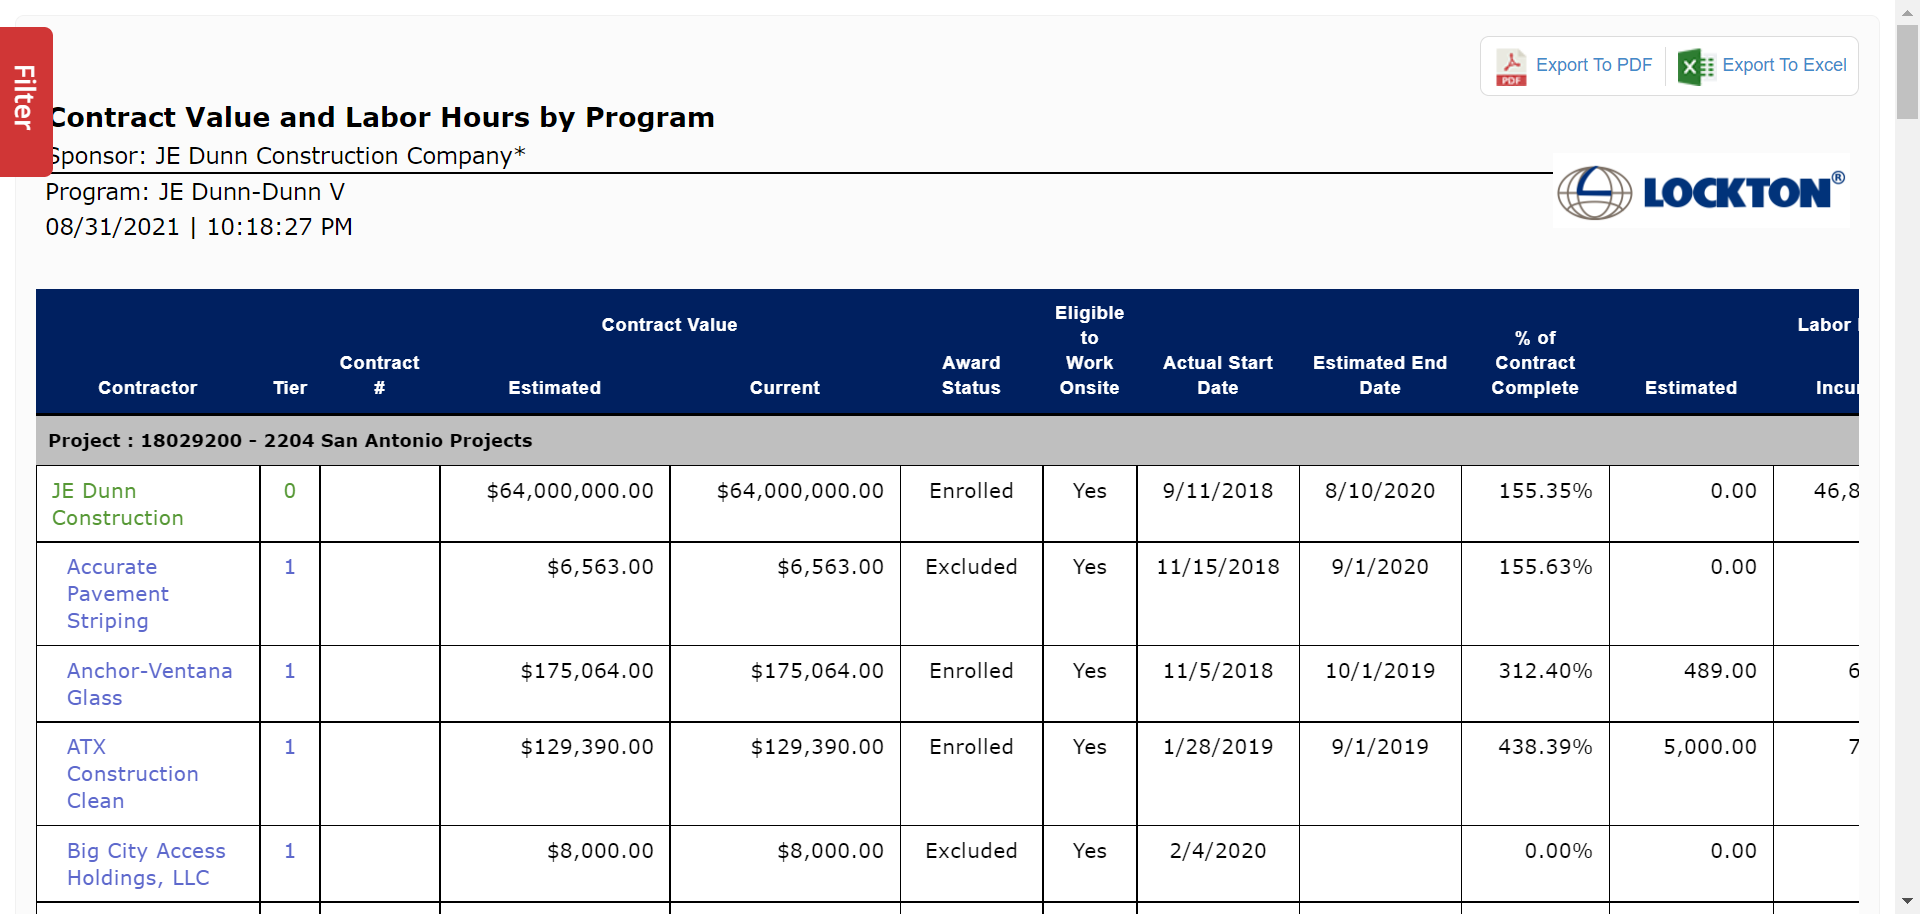 Filter
PDF
Export To PDF
Export To Excel
Contract Value and Labor Hours by Program
Sponsor: JE Dunn Construction Company*
Program: JE Dunn-Dunn V
08/31/2021 | 10:18:27 PM
LOCKTON®
Contractor
Tier
Contract
#
Contract Value
Estimated
Current
Award
Status
Eligible
to
Work
Onsite
Actual Start
Date
Estimated End
Date
% of
Contract
Complete
Labor
Estimated
Incu
Project : 18029200 - 2204 San Antonio Projects
JE Dunn
Construction
0
$64,000,000.00
$64,000,000.00
Enrolled
Yes
9/11/2018
8/10/2020
155.35%
0.00
46,8
Accurate
Pavement
Striping
1
$6,563.00
$6,563.00
Excluded
Yes
11/15/2018
9/1/2020
155.63%
0.00
Anchor-Ventana
Glass
1
$175,064.00
$175,064.00
Enrolled
Yes
11/5/2018
10/1/2019
312.40%
489.00
6
ATX
Construction
Clean
1
$129,390.00
$129,390.00
Enrolled
Yes
1/28/2019
9/1/2019
438.39%
5,000.00
7
Big City Access
Holdings, LLC
1
$8,000.00
$8,000.00
Excluded
Yes
2/4/2020
0.00%
0.00